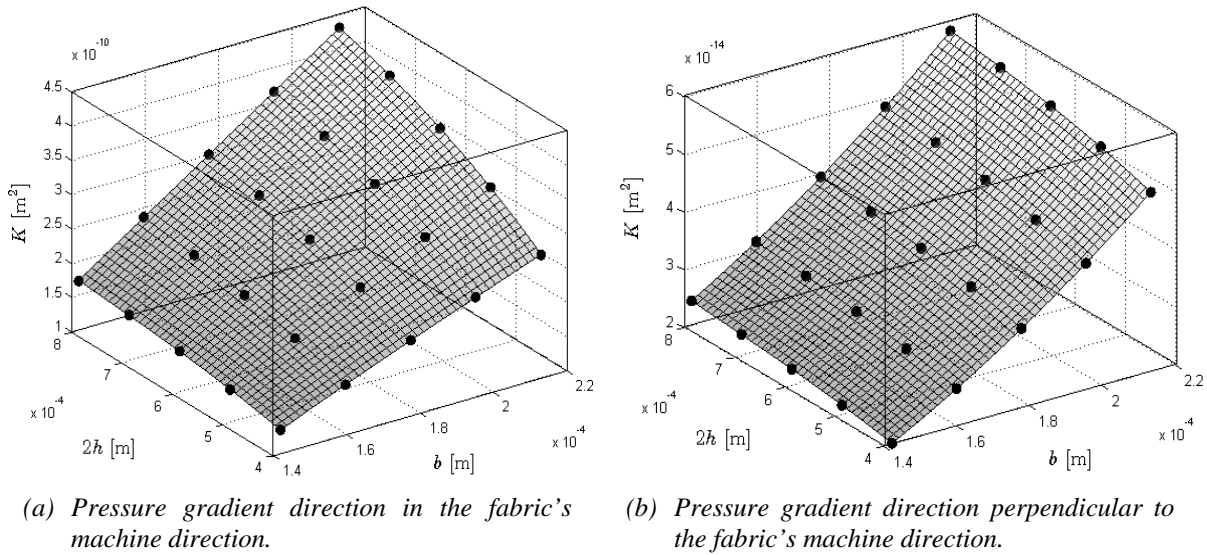 x 10⁻¹⁰
4.5
4
3.5
3
2.5
2
1.5
1
K [m²]
8
7
6
5
4
x 10⁻⁴
2h [m]
1.4
1.6
1.8
2
2.2
x 10⁻⁴
b [m]
(a) Pressure gradient direction in the fabric's
machine direction.
x 10⁻¹⁴
6
5
4
3
2
K [m²]
8
7
6
5
4
x 10⁻⁴
2h [m]
1.4
1.6
1.8
2
2.2
x 10⁻⁴
b [m]
(b) Pressure gradient direction perpendicular to
the fabric's machine direction.